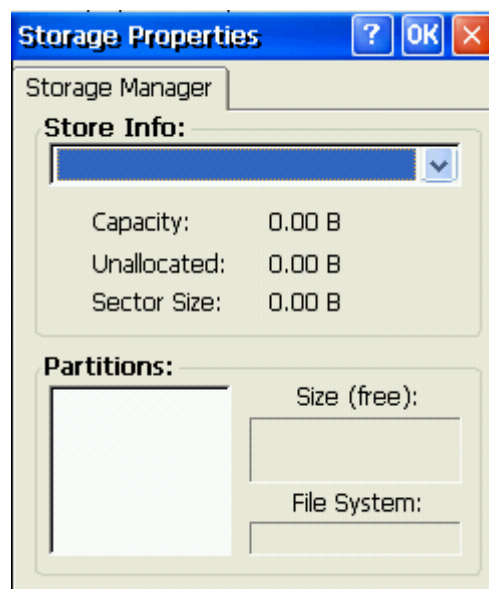 Storage Properties ? OK
Storage Manager
Store Info:
Capacity: 0.00 B
Unallocated: 0.00 B
Sector Size: 0.00 B
Partitions:
Size (free):
File System: